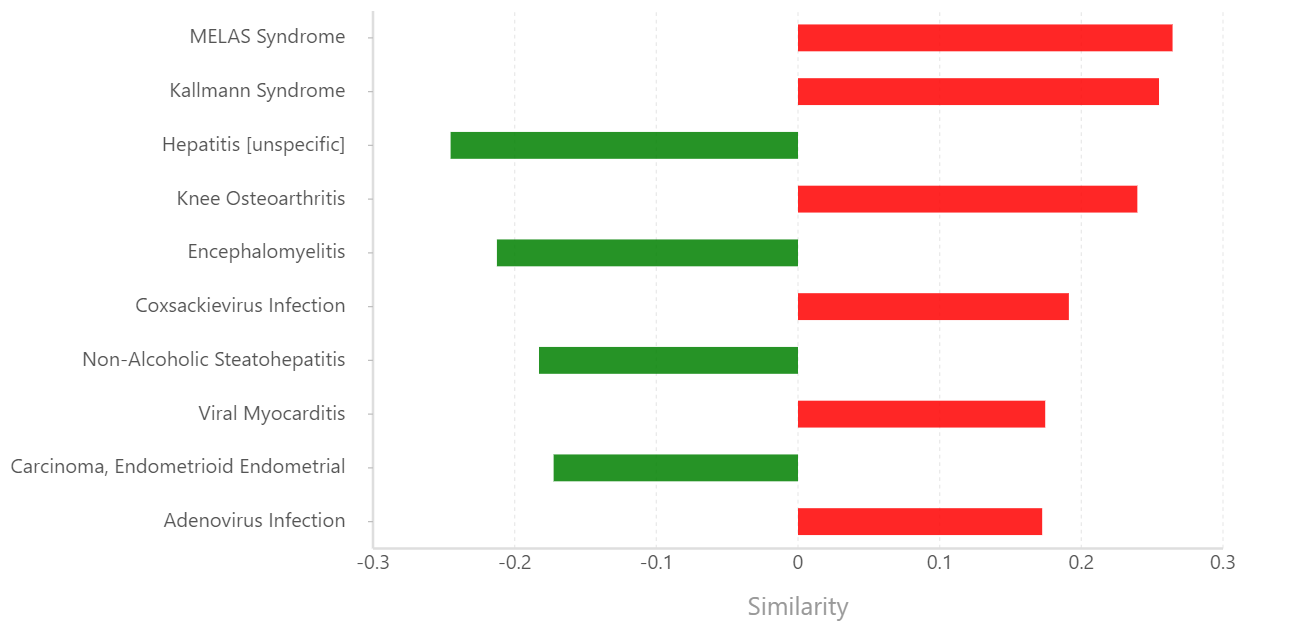 MELAS Syndrome
Kallmann Syndrome
Hepatitis [unspecific]
Knee Osteoarthritis
Encephalomyelitis
Coxsackievirus Infection
Non-Alcoholic Steatohepatitis
Viral Myocarditis
Carcinoma, Endometrioid Endometrial
Adenovirus Infection
-0.3 -0.2 -0.1 0 0.1 0.2 0.3
Similarity